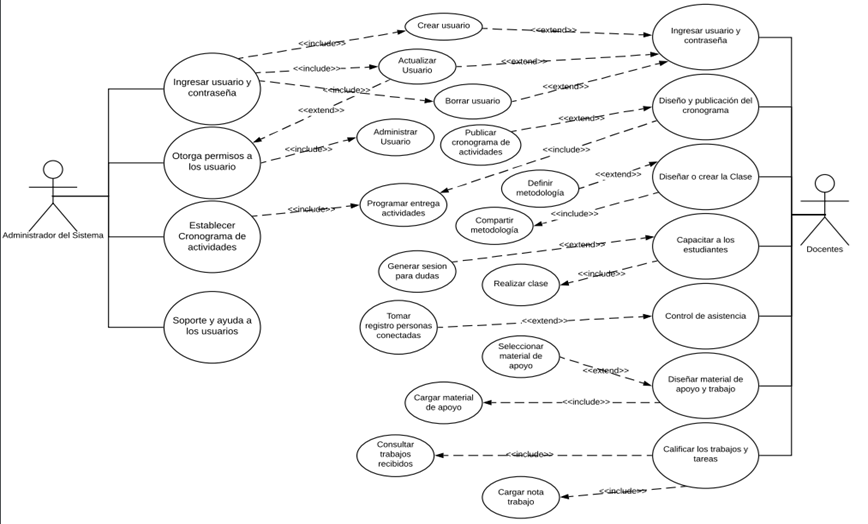 Crear usuario
<<include>>
<<extend>>
Ingresar usuario y
contraseña
Ingresar usuario y
contraseña
<<include>>
Actualizar
Usuario
<<extend>>
<<include>>
Borrar usuario
<<extend>>
<<extend>>
Diseño y publicación del
cronograma
Otorga permisos a
los usuario
<<include>>
Administrar
Usuario
Publicar
cronograma de
actividades
<<extend>>
<<include>>
Definir
metodología
<<extend>>
Diseñar o crear la Clase
Establecer
Cronograma de
actividades
<<include>>
Programar entrega
actividades
Compartir
metodología
<<include>>
Administrador del Sistema
Docentes
Generar sesion
para dudas
<<extend>>
Capacitar a los
estudiantes
Realizar clase
<<include>>
Soporte y ayuda a
los usuarios
Tomar
registro personas
conectadas
<<extend>>
Control de asistencia
Seleccionar
material de
apoyo
<<extend>>
Diseñar material de
apoyo y trabajo
Cargar material
de apoyo
<<include>>
Consultar
trabajos
recibidos
<<include>>
Calificar los trabajos y
tareas
Cargar nota
trabajo
<<include>>